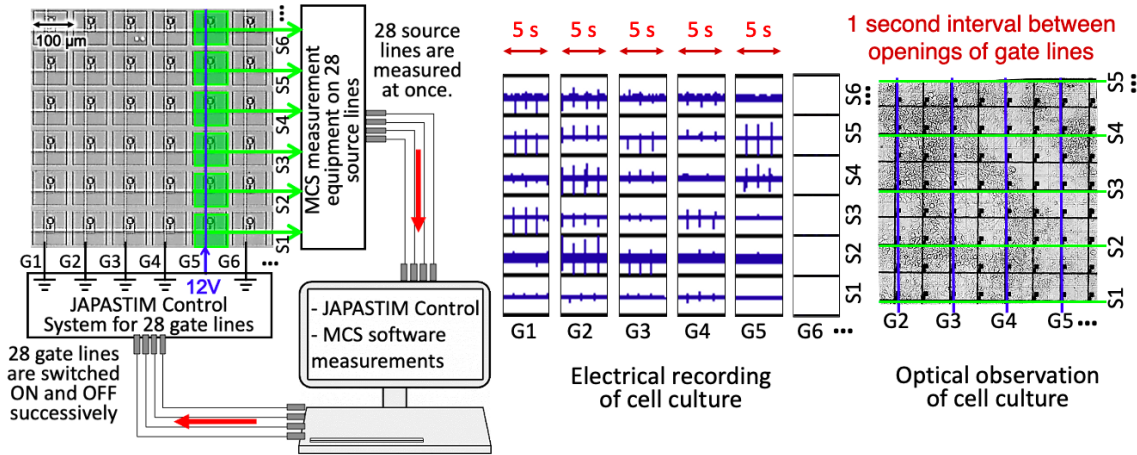 100 µm
...
S6
S5
S4
S3
S2
S1
MCS measurement
equipment on 28
source lines
28 source
lines are
measured
at once.
G1 G2 G3 G4 G5 G6 ...
12V
JAPASTIM Control
System for 28 gate lines
28 gate lines
are switched
ON and OFF
successively
- JAPASTIM Control
- MCS software
measurements
5 s 5 s 5 s 5 s 5 s
...
S6
S5
S4
S3
S2
S1
G1 G2 G3 G4 G5 G6 ...
Electrical recording
of cell culture
1 second interval between
openings of gate lines
...
S5
S4
S3
S2
S1
G2 G3 G4 G5 ...
Optical observation
of cell culture